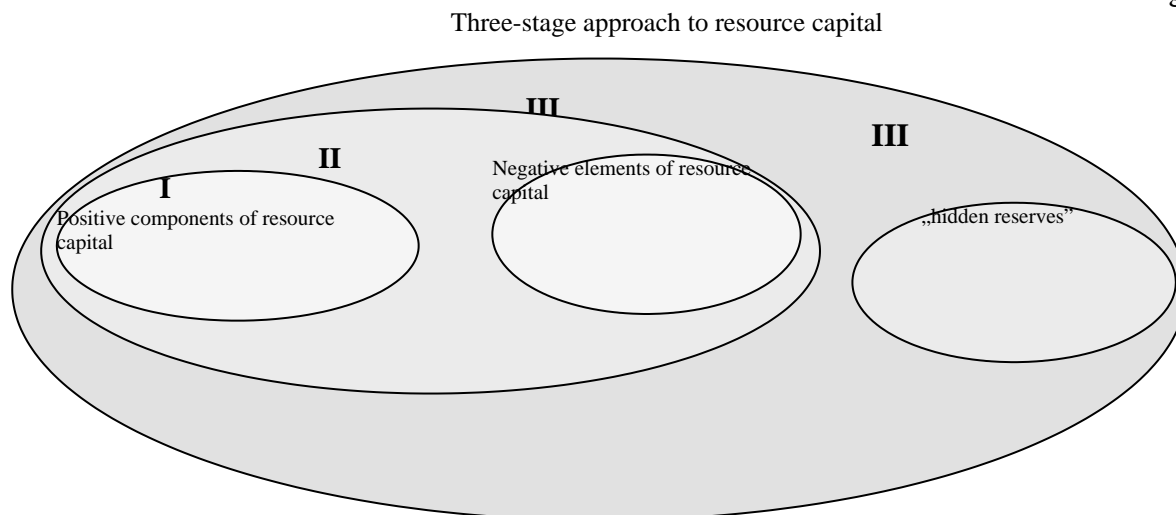 Three-stage approach to resource capital
III
III
II
Negative elements of resource
capital
I
Positive components of resource
capital
„hidden reserves”